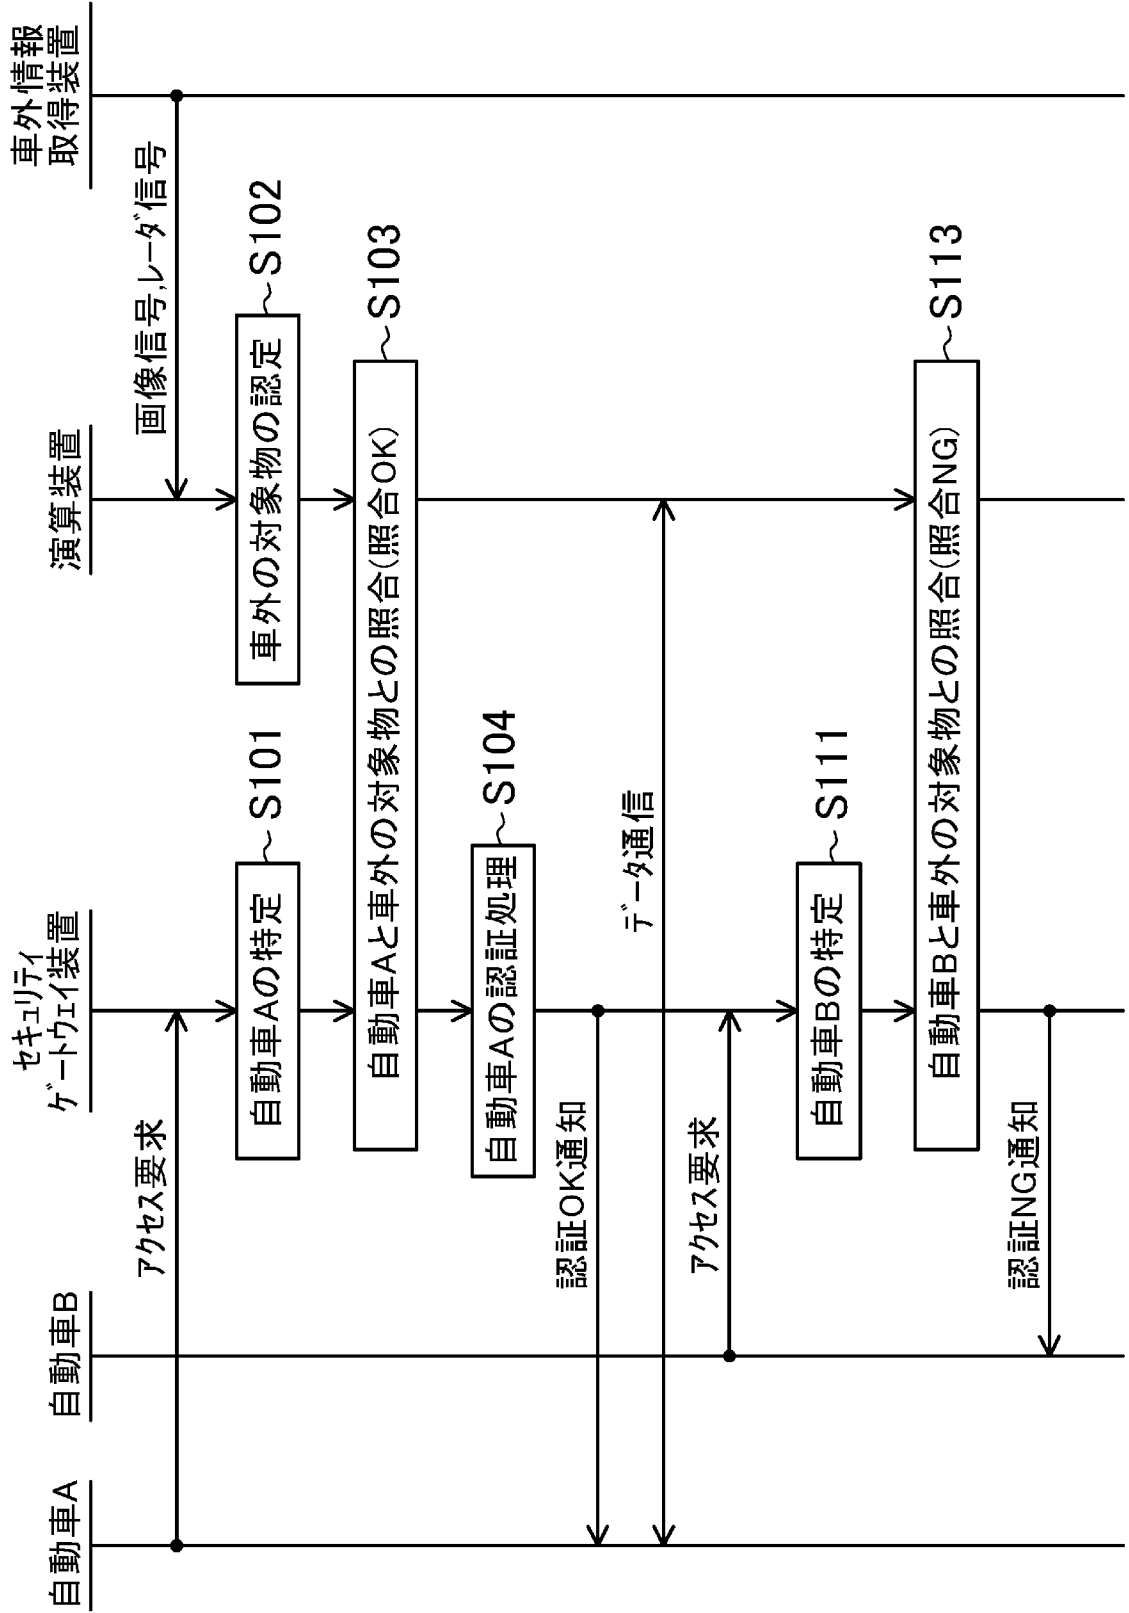 自動車A
自動車B
セキュリティ
ゲートウェイ装置
演算装置
車外情報
取得装置
アクセス要求
画像信号,レーダ信号
自動車Aの特定
S101
車外の対象物の認定
S102
自動車Aと車外の対象物との照合(照合OK)
S103
自動車Aの認証処理
S104
認証OK通知
データ通信
アクセス要求
自動車Bの特定
S111
自動車Bと車外の対象物との照合(照合NG)
S113
認証NG通知